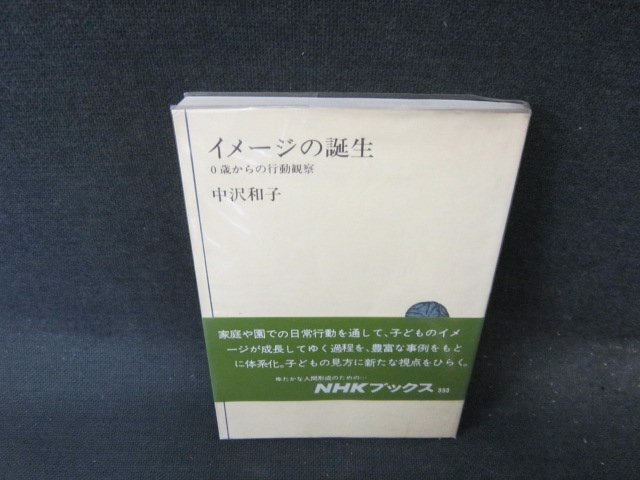 イメージの誕生
0歳からの行動観察
中沢和子
家庭や園での日常行動を通して、子どものイメ
ージが成長してゆく過程を、豊富な事例をもと
に体系化。子どもの見方に新たな視点をひらく。
ゆたかな人間形成のための…
NHKブックス 353